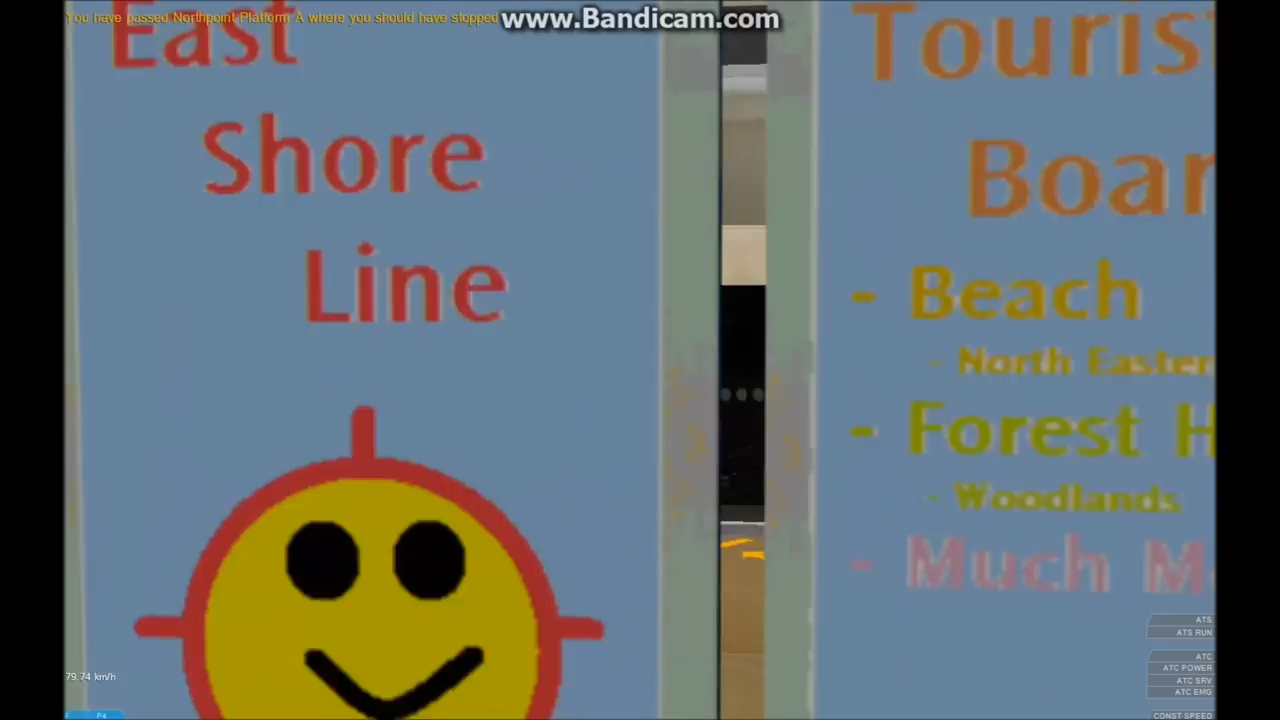 You have passed Northpoint Platform A where you should have stopped
www.Bandicam.com
East
Shore
Line
Touris
Boar
- Beach
- North Easter
- Forest H
- Woodlands
- Much M
79.74 km/h
F P4
ATS
ATS RUN
ATC
ATC POWER
ATC SRV
ATC EMG
CONST SPEED